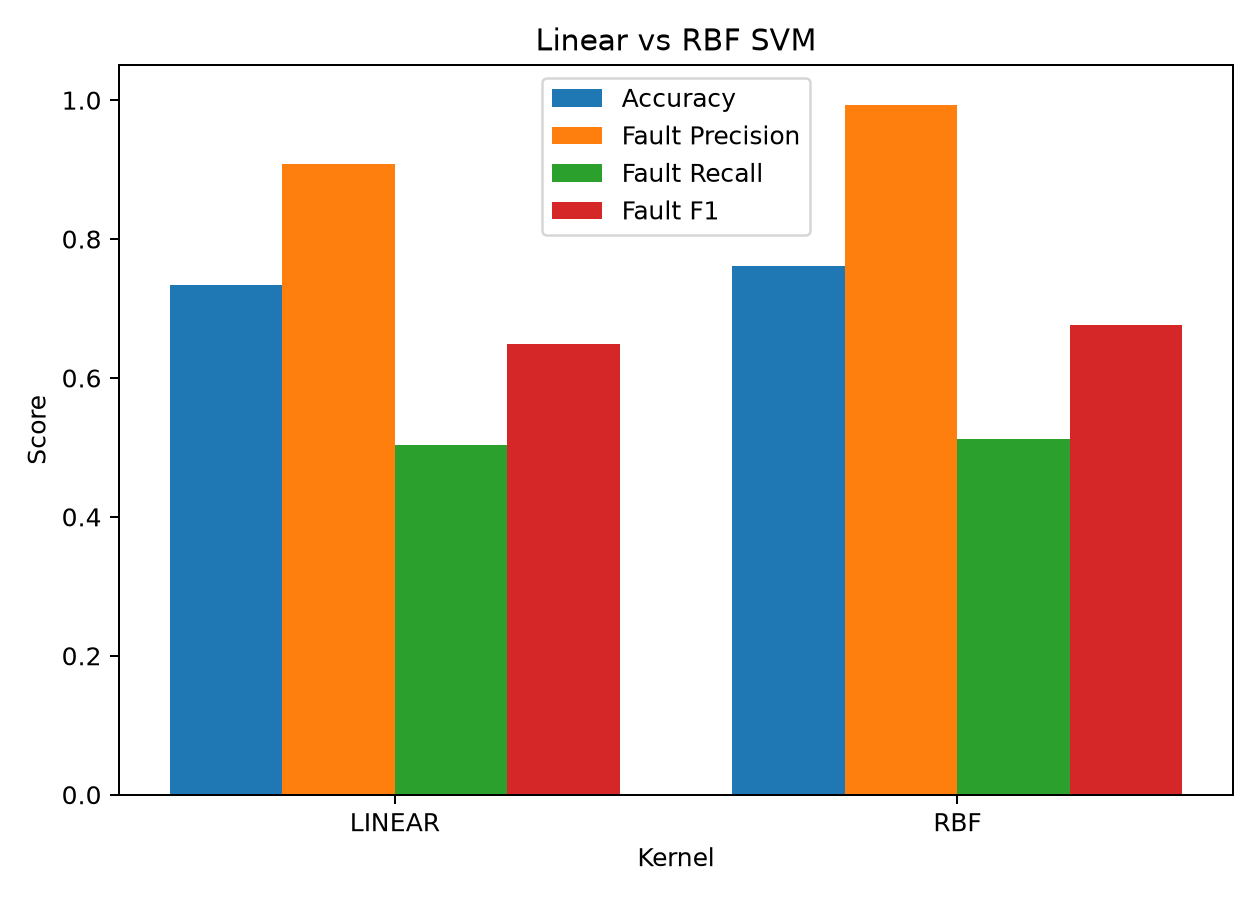 Linear vs RBF SVM
Accuracy
Fault Precision
Fault Recall
Fault F1
1.0
0.8
0.6
0.4
0.2
0.0
Score
LINEAR
RBF
Kernel